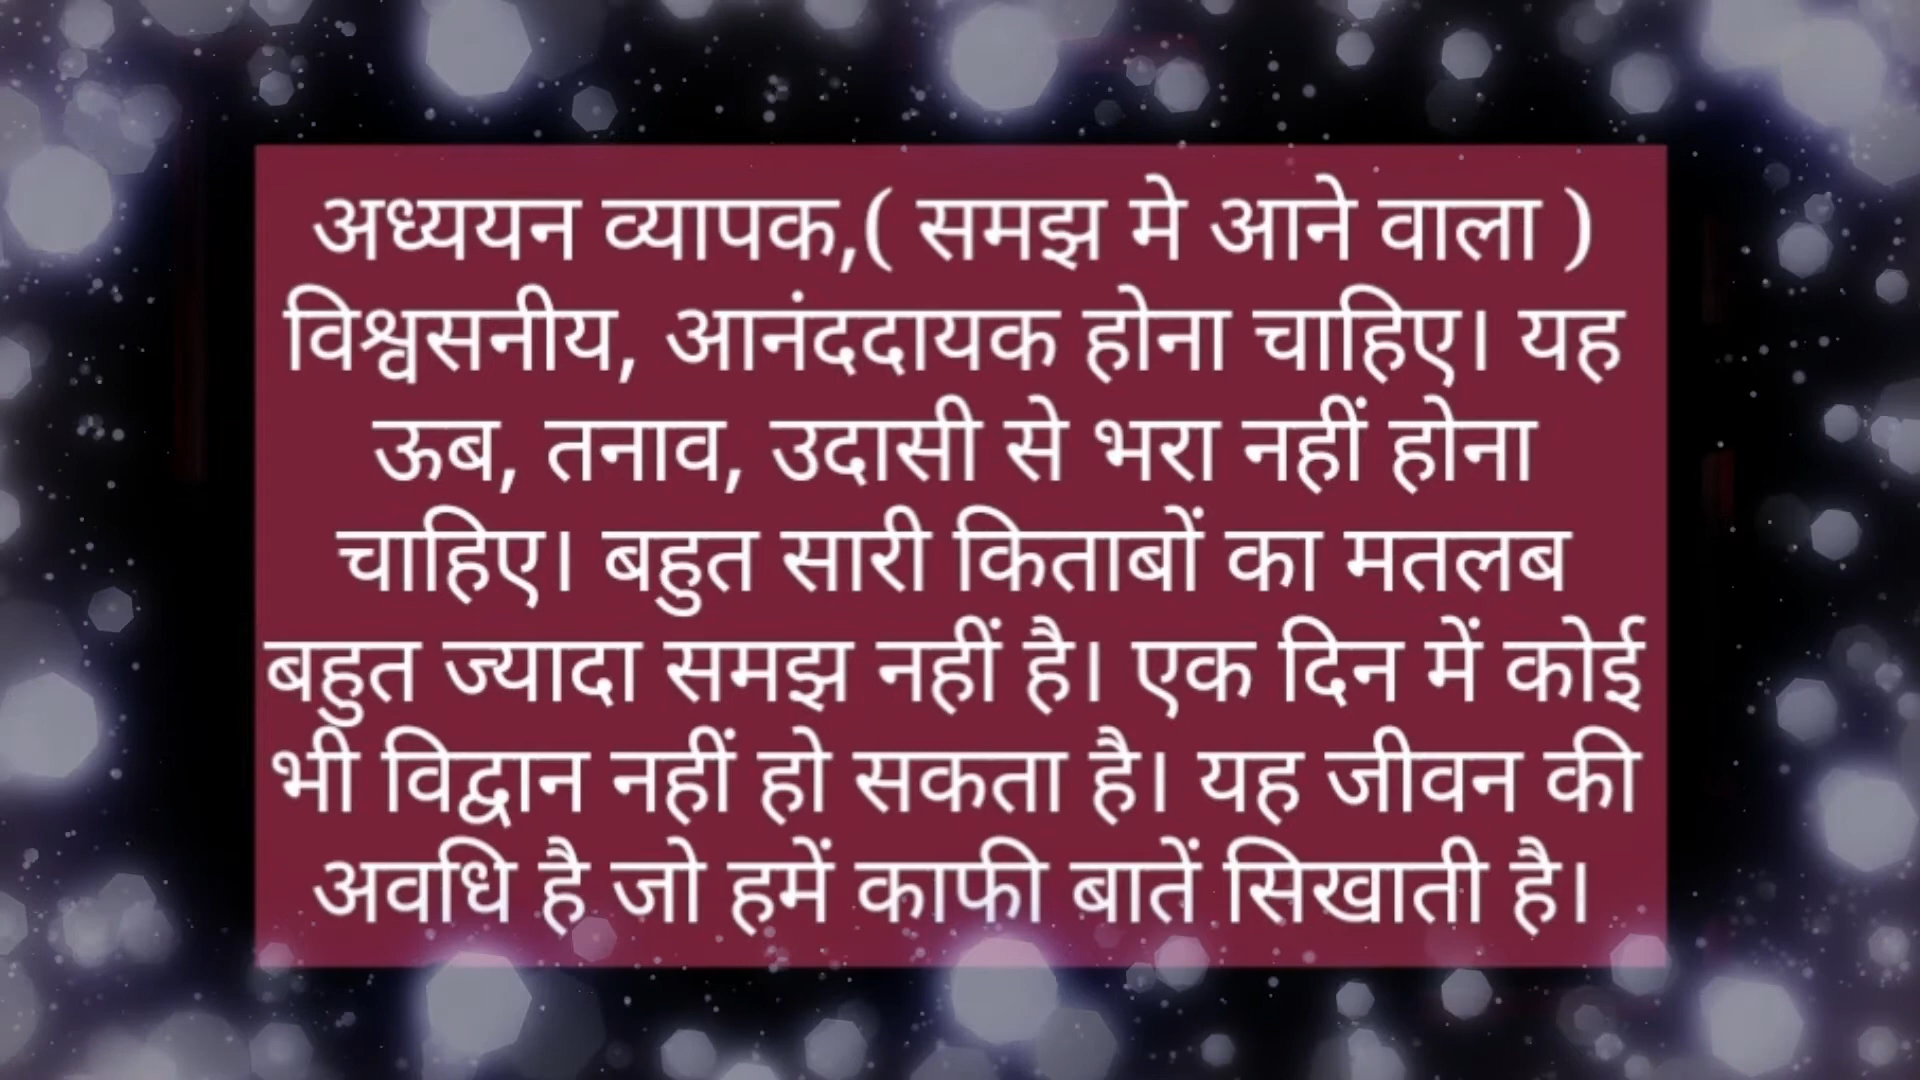 अध्ययन व्यापक,( समझ मे आने वाला )
विश्वसनीय, आनंददायक होना चाहिए। यह
ऊब, तनाव, उदासी से भरा नहीं होना
चाहिए। बहुत सारी किताबों का मतलब
बहुत ज्यादा समझ नहीं है। एक दिन में कोई
भी विद्वान नहीं हो सकता है। यह जीवन की
अवधि है जो हमें काफी बातें सिखाती है।